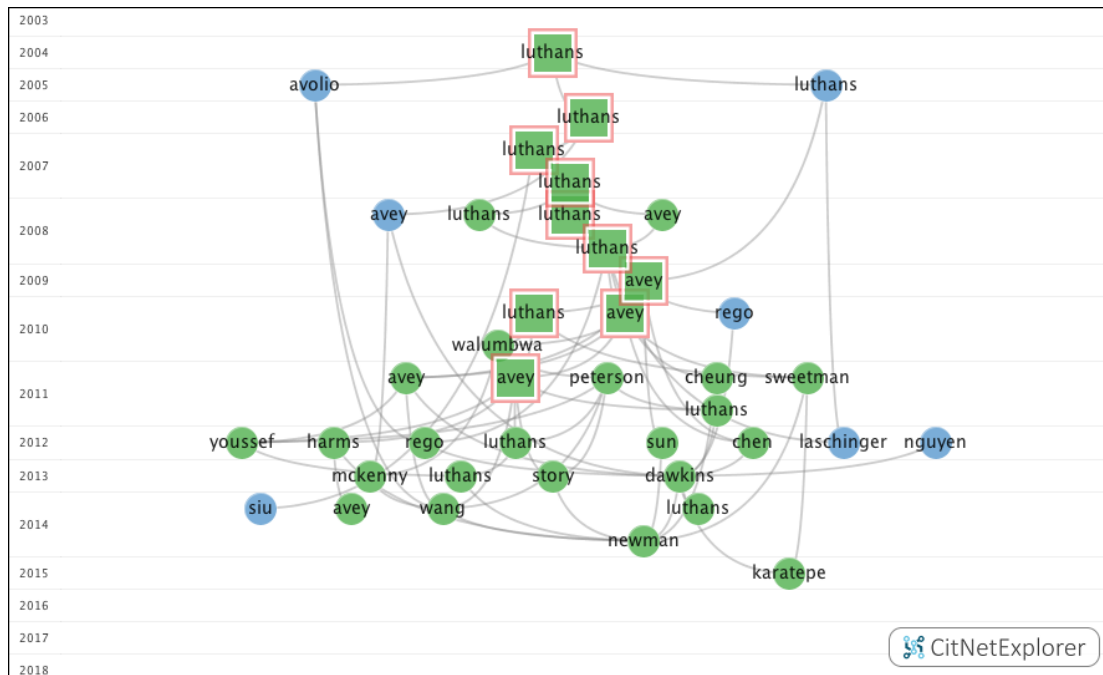 2003
2004
luthans
2005
avolio
luthans
2006
luthans
luthans
2007
luthans
avey
luthans
luthans
avey
2008
luthans
2009
avey
2010
luthans
avey
rego
walumbwa
2011
avey
avey
peterson
cheung
sweetman
luthans
2012
youssef
harms
rego
luthans
sun
chen
laschinger
nguyen
2013
mckenny
luthans
story
dawkins
2014
siu
avey
wang
luthans
newman
2015
karatepe
2016
2017
2018
CitNetExplorer